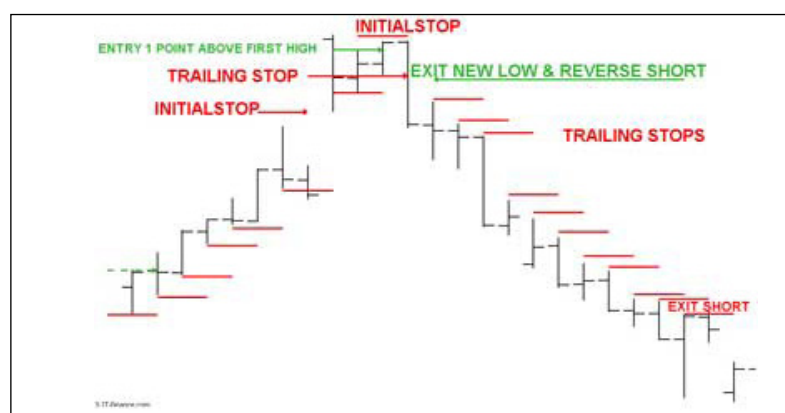 INITIALSTOP
ENTRY 1 POINT ABOVE FIRST HIGH
EXIT NEW LOW & REVERSE SHORT
TRAILING STOP
INITIALSTOP
TRAILING STOPS
EXIT SHORT